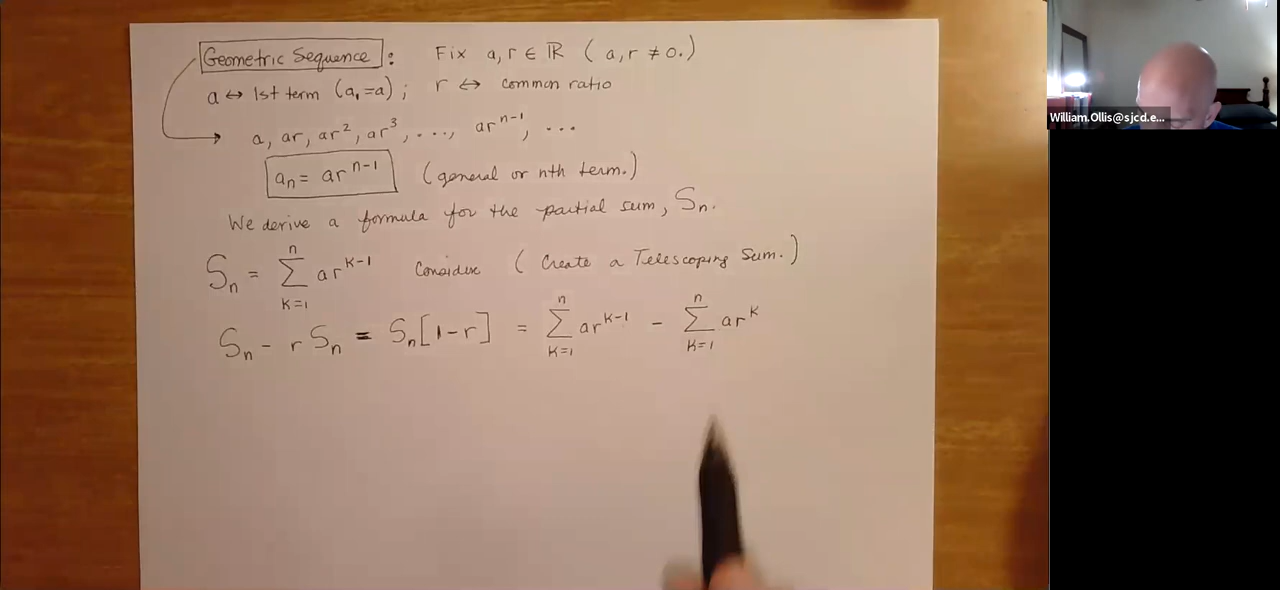 Geometric Sequence : Fix a, r ∈ ℝ ( a, r ≠ 0. )
a ↔ 1st term (a₁ = a) ; r ↔ common ratio
a, ar, ar², ar³, . . . , arⁿ⁻¹, . . .
aₙ = arⁿ⁻¹ (general or nth term.)
We derive a formula for the partial sum, Sₙ.
Sₙ = ∑ₖ₌₁ⁿ arᵏ⁻¹ Consider ( Create a Telescoping Sum. )
Sₙ - r Sₙ = Sₙ[1-r] = ∑ₖ₌₁ⁿ arᵏ⁻¹ - ∑ₖ₌₁ⁿ arᵏ
William.Ollis@sjcd.e...